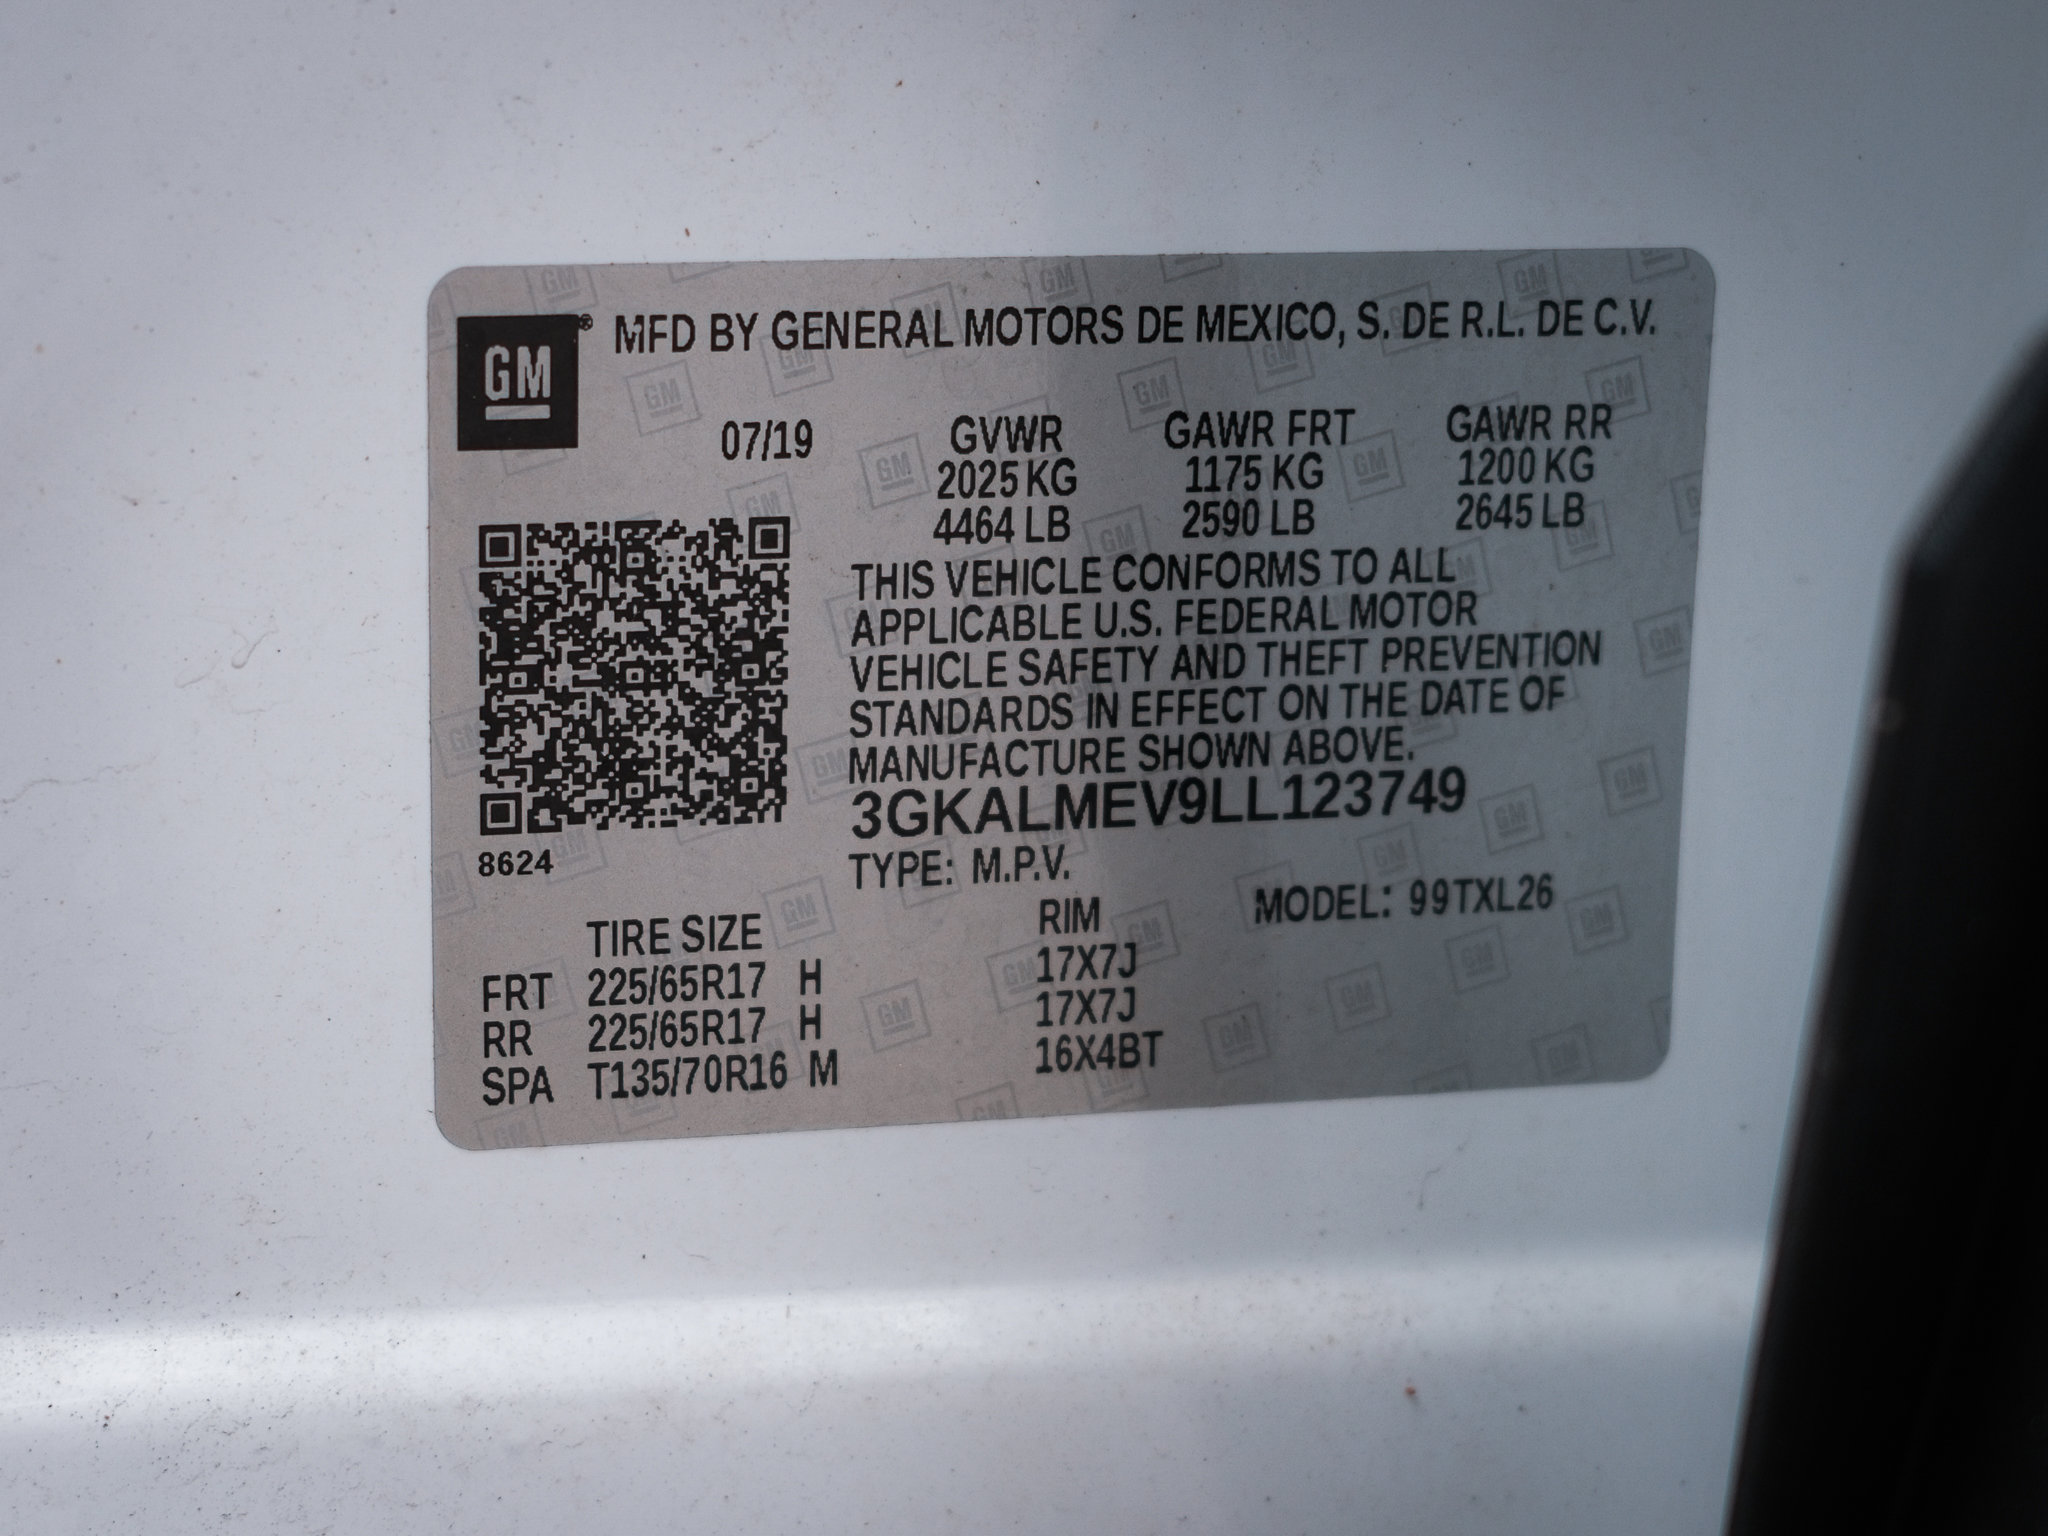 GM® MFD BY GENERAL MOTORS DE MEXICO, S. DE R.L. DE C.V.
07/19 GVWR GAWR FRT GAWR RR
2025 KG 1175 KG 1200 KG
4464 LB 2590 LB 2645 LB
THIS VEHICLE CONFORMS TO ALL
APPLICABLE U.S. FEDERAL MOTOR
VEHICLE SAFETY AND THEFT PREVENTION
STANDARDS IN EFFECT ON THE DATE OF
MANUFACTURE SHOWN ABOVE.
3GKALMEV9LL123749
8624
TYPE: M.P.V. MODEL: 99TXL26
TIRE SIZE RIM
FRT 225/65R17 H 17X7J
RR 225/65R17 H 17X7J
SPA T135/70R16 M 16X4BT